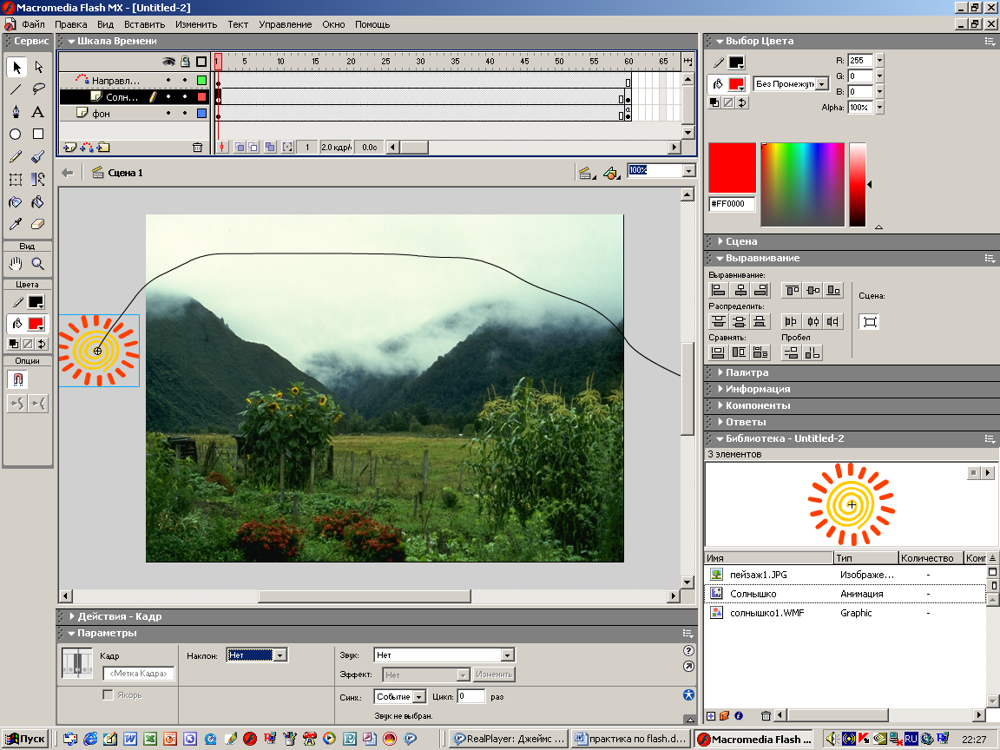 Macromedia Flash MX - [Untitled-2]
Файл Правка Вид Вставить Изменить Текст Управление Окно Помощь
Сервис
Шкала Времени
1 5 10 15 20 25 30 35 40 45 50 55 60 65
Направл...
Солн...
фон
1 2.0 кдр/ 0.0с
Сцена 1
100%
Вид
Цвета
Опции
Выбор Цвета
R: 255
Без Промежутк
G: 0
B: 0
Alpha: 100%
#FF0000
Сцена
Выравнивание
Выравнивание:
Сцена:
Распределить:
Сравнять: Пробел
Палитра
Информация
Компоненты
Ответы
Библиотека - Untitled-2
3 элементов
Имя Тип Количество Комп
пейзаж1.JPG Изображе... -
Солнышко Анимация -
солнышко1.WMF Graphic -
Действия - Кадр
Параметры
Кадр
<Метка Кадра>
Якорь
Наклон: Нет
Звук: Нет
Эффект: Нет Изменить
Синх.: Событие Цикл: 0 раз
Звук не выбран.
Пуск
RealPlayer: Джеймс ...
практика по flash.d...
Macromedia Flash ...
RU
22:27